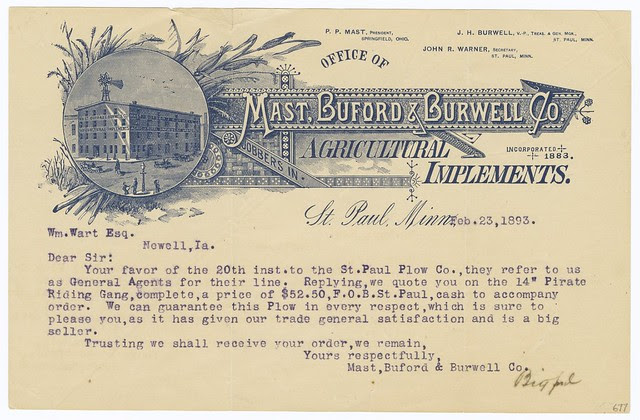 P. P. MAST, PRESIDENT,
SPRINGFIELD, OHIO.
J. H. BURWELL, V.-P., TREAS. & GEN. MGR.,
ST. PAUL, MINN.
JOHN R. WARNER, SECRETARY,
ST. PAUL, MINN.
OFFICE OF
MAST, BUFORD & BURWELL CO.
JOBBERS IN
AGRICULTURAL
IMPLEMENTS.
INCORPORATED
1883.
St. Paul, Minn. Feb.23,1893.
Wm.Wart Esq.
Newell,Ia.
Dear Sir:
Your favor of the 20th inst.to the St.Paul Plow Co.,they refer to us
as General Agents for their line. Replying,we quote you on the 14" Pirate
Riding Gang,complete,a price of $52.50,F.O.B.St.Paul,cash to accompany
order. We can guarantee this Plow in every respect,which is sure to
please you,as it has given our trade general satisfaction and is a big
seller.
Trusting we shall receive your order,we remain,
Yours respectfully,
Mast,Buford & Burwell Co.